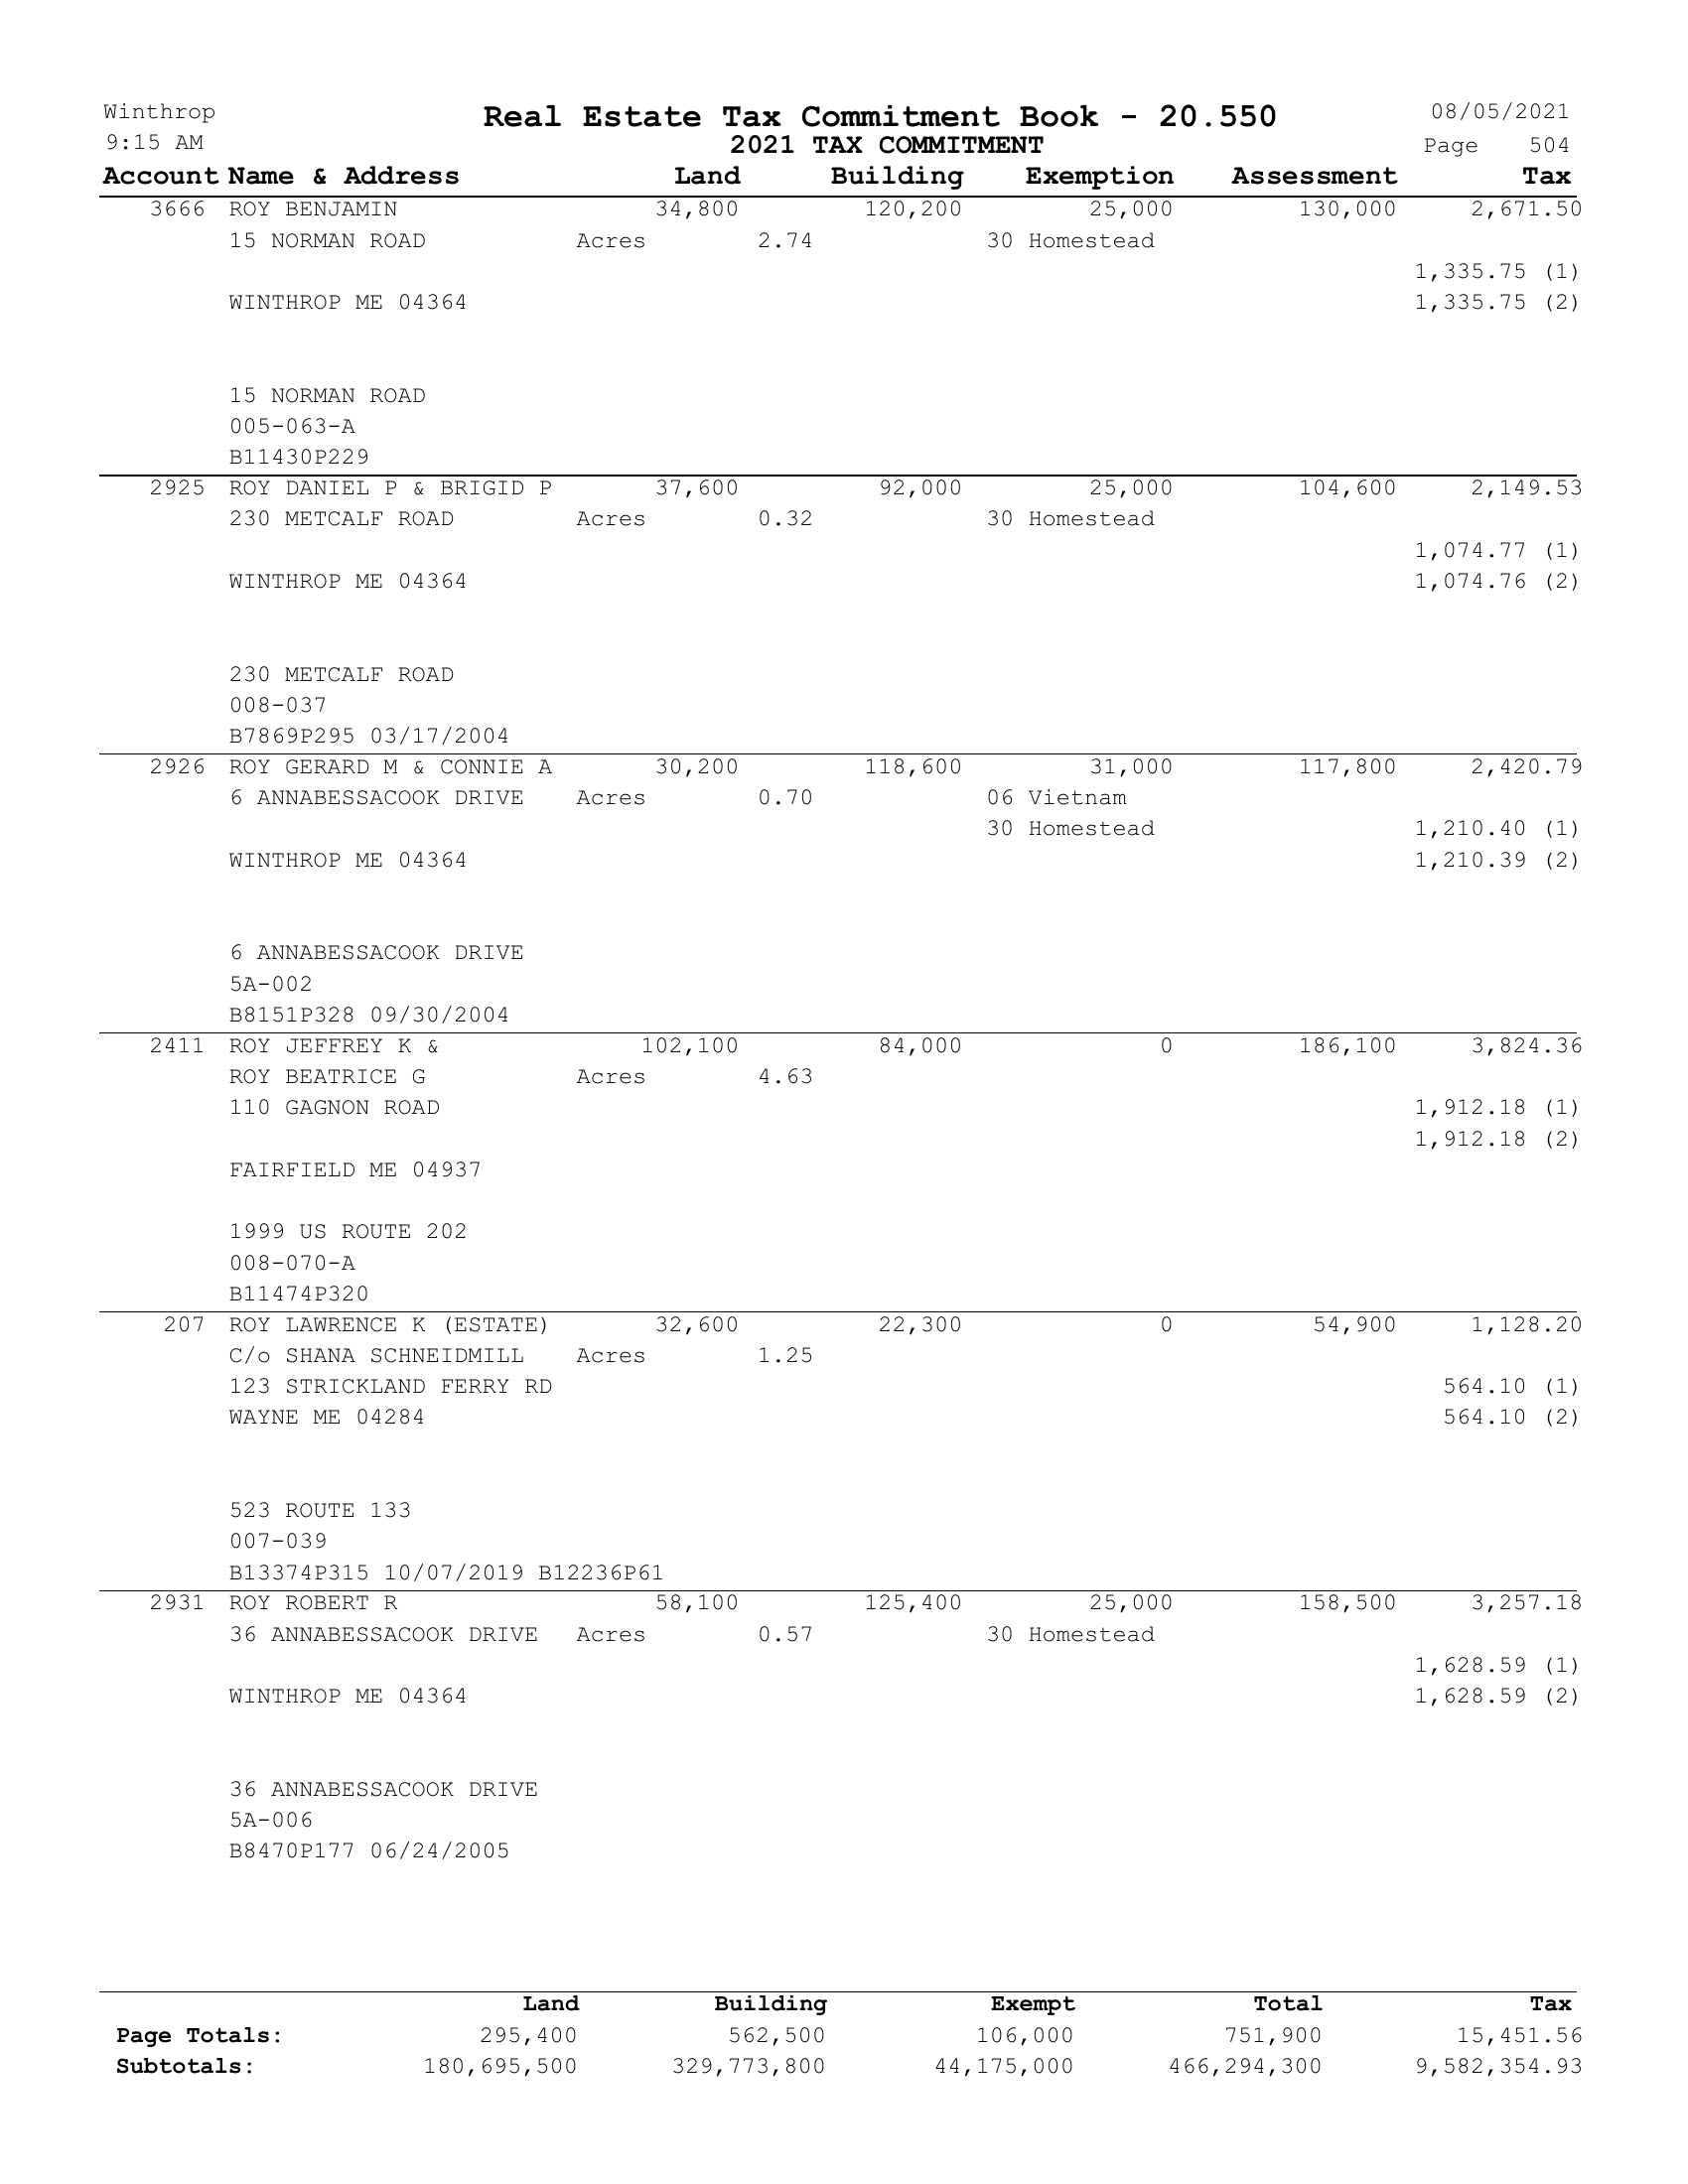 Winthrop Real Estate Tax Commitment Book - 20.550 08/05/2021
9:15 AM 2021 TAX COMMITMENT Page 504
Account Name & Address Land Building Exemption Assessment Tax
3666 ROY BENJAMIN 34,800 120,200 25,000 130,000 2,671.50
15 NORMAN ROAD Acres 2.74 30 Homestead
1,335.75 (1)
WINTHROP ME 04364 1,335.75 (2)
15 NORMAN ROAD
005-063-A
B11430P229
2925 ROY DANIEL P & BRIGID P 37,600 92,000 25,000 104,600 2,149.53
230 METCALF ROAD Acres 0.32 30 Homestead
1,074.77 (1)
WINTHROP ME 04364 1,074.76 (2)
230 METCALF ROAD
008-037
B7869P295 03/17/2004
2926 ROY GERARD M & CONNIE A 30,200 118,600 31,000 117,800 2,420.79
6 ANNABESSACOOK DRIVE Acres 0.70 06 Vietnam
30 Homestead 1,210.40 (1)
WINTHROP ME 04364 1,210.39 (2)
6 ANNABESSACOOK DRIVE
5A-002
B8151P328 09/30/2004
2411 ROY JEFFREY K & 102,100 84,000 0 186,100 3,824.36
ROY BEATRICE G Acres 4.63
110 GAGNON ROAD 1,912.18 (1)
1,912.18 (2)
FAIRFIELD ME 04937
1999 US ROUTE 202
008-070-A
B11474P320
207 ROY LAWRENCE K (ESTATE) 32,600 22,300 0 54,900 1,128.20
C/o SHANA SCHNEIDMILL Acres 1.25
123 STRICKLAND FERRY RD 564.10 (1)
WAYNE ME 04284 564.10 (2)
523 ROUTE 133
007-039
B13374P315 10/07/2019 B12236P61
2931 ROY ROBERT R 58,100 125,400 25,000 158,500 3,257.18
36 ANNABESSACOOK DRIVE Acres 0.57 30 Homestead
1,628.59 (1)
WINTHROP ME 04364 1,628.59 (2)
36 ANNABESSACOOK DRIVE
5A-006
B8470P177 06/24/2005
Land Building Exempt Total Tax
Page Totals: 295,400 562,500 106,000 751,900 15,451.56
Subtotals: 180,695,500 329,773,800 44,175,000 466,294,300 9,582,354.93